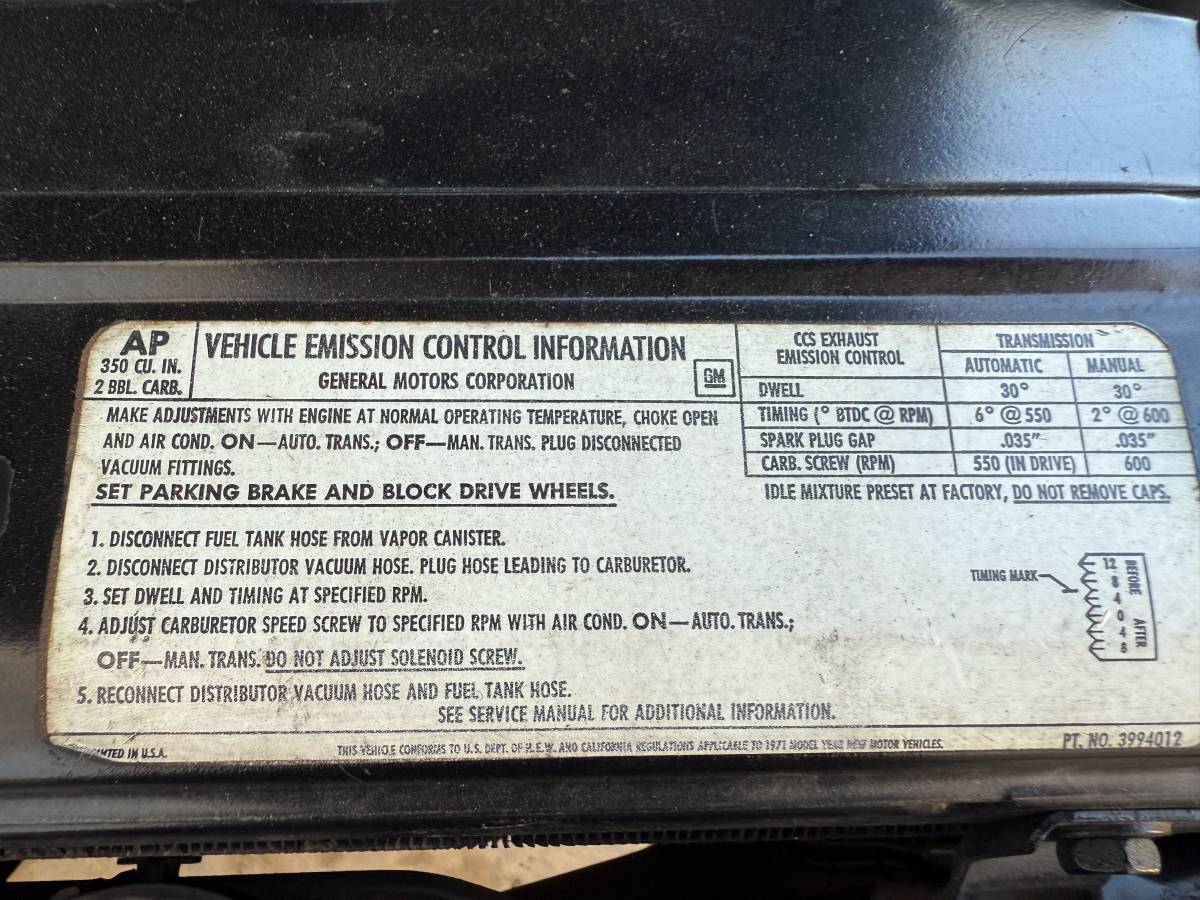 AP
350 CU. IN.
2 BBL. CARB.
VEHICLE EMISSION CONTROL INFORMATION
GENERAL MOTORS CORPORATION
GM
MAKE ADJUSTMENTS WITH ENGINE AT NORMAL OPERATING TEMPERATURE, CHOKE OPEN
AND AIR COND. ON—AUTO. TRANS.; OFF—MAN. TRANS. PLUG DISCONNECTED
VACUUM FITTINGS.
SET PARKING BRAKE AND BLOCK DRIVE WHEELS.
CCS EXHAUST EMISSION CONTROL TRANSMISSION
AUTOMATIC MANUAL
DWELL 30° 30°
TIMING (° BTDC @ RPM) 6° @ 550 2° @ 600
SPARK PLUG GAP .035" .035"
CARB. SCREW (RPM) 550 (IN DRIVE) 600
IDLE MIXTURE PRESET AT FACTORY, DO NOT REMOVE CAPS.
1. DISCONNECT FUEL TANK HOSE FROM VAPOR CANISTER.
2. DISCONNECT DISTRIBUTOR VACUUM HOSE. PLUG HOSE LEADING TO CARBURETOR.
3. SET DWELL AND TIMING AT SPECIFIED RPM.
4. ADJUST CARBURETOR SPEED SCREW TO SPECIFIED RPM WITH AIR COND. ON—AUTO. TRANS.;
OFF—MAN. TRANS. DO NOT ADJUST SOLENOID SCREW.
5. RECONNECT DISTRIBUTOR VACUUM HOSE AND FUEL TANK HOSE.
SEE SERVICE MANUAL FOR ADDITIONAL INFORMATION.
TIMING MARK
12
8
4
0
4
8
BEFORE
AFTER
NTED IN U.S.A.
THIS VEHICLE CONFORMS TO U.S. DEPT. OF H.E.W. AND CALIFORNIA REGULATIONS APPLICABLE TO 1971 MODEL YEAR NEW MOTOR VEHICLES.
PT. NO. 3994012